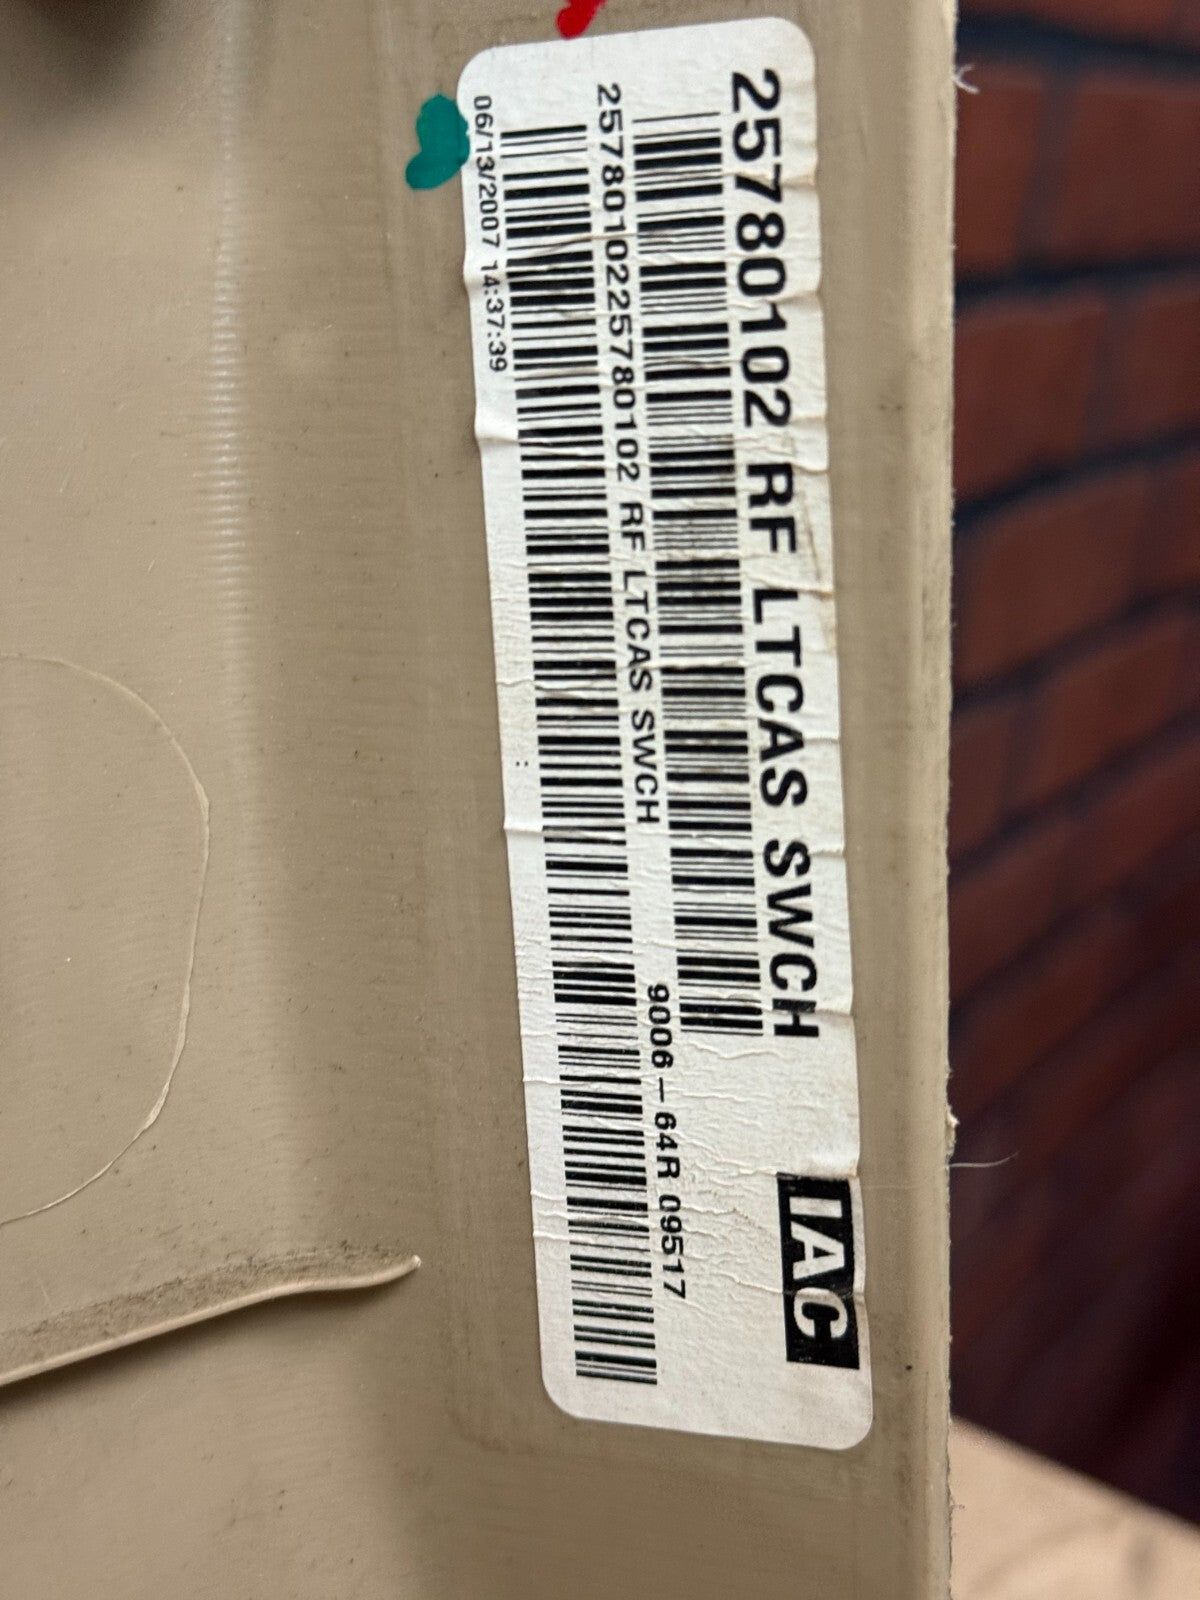 25780102 RF LTCAS SWCH
IAC
2578010225780102 RF LTCAS SWCH
9006-64R 09517
06/13/2007 14:37:39